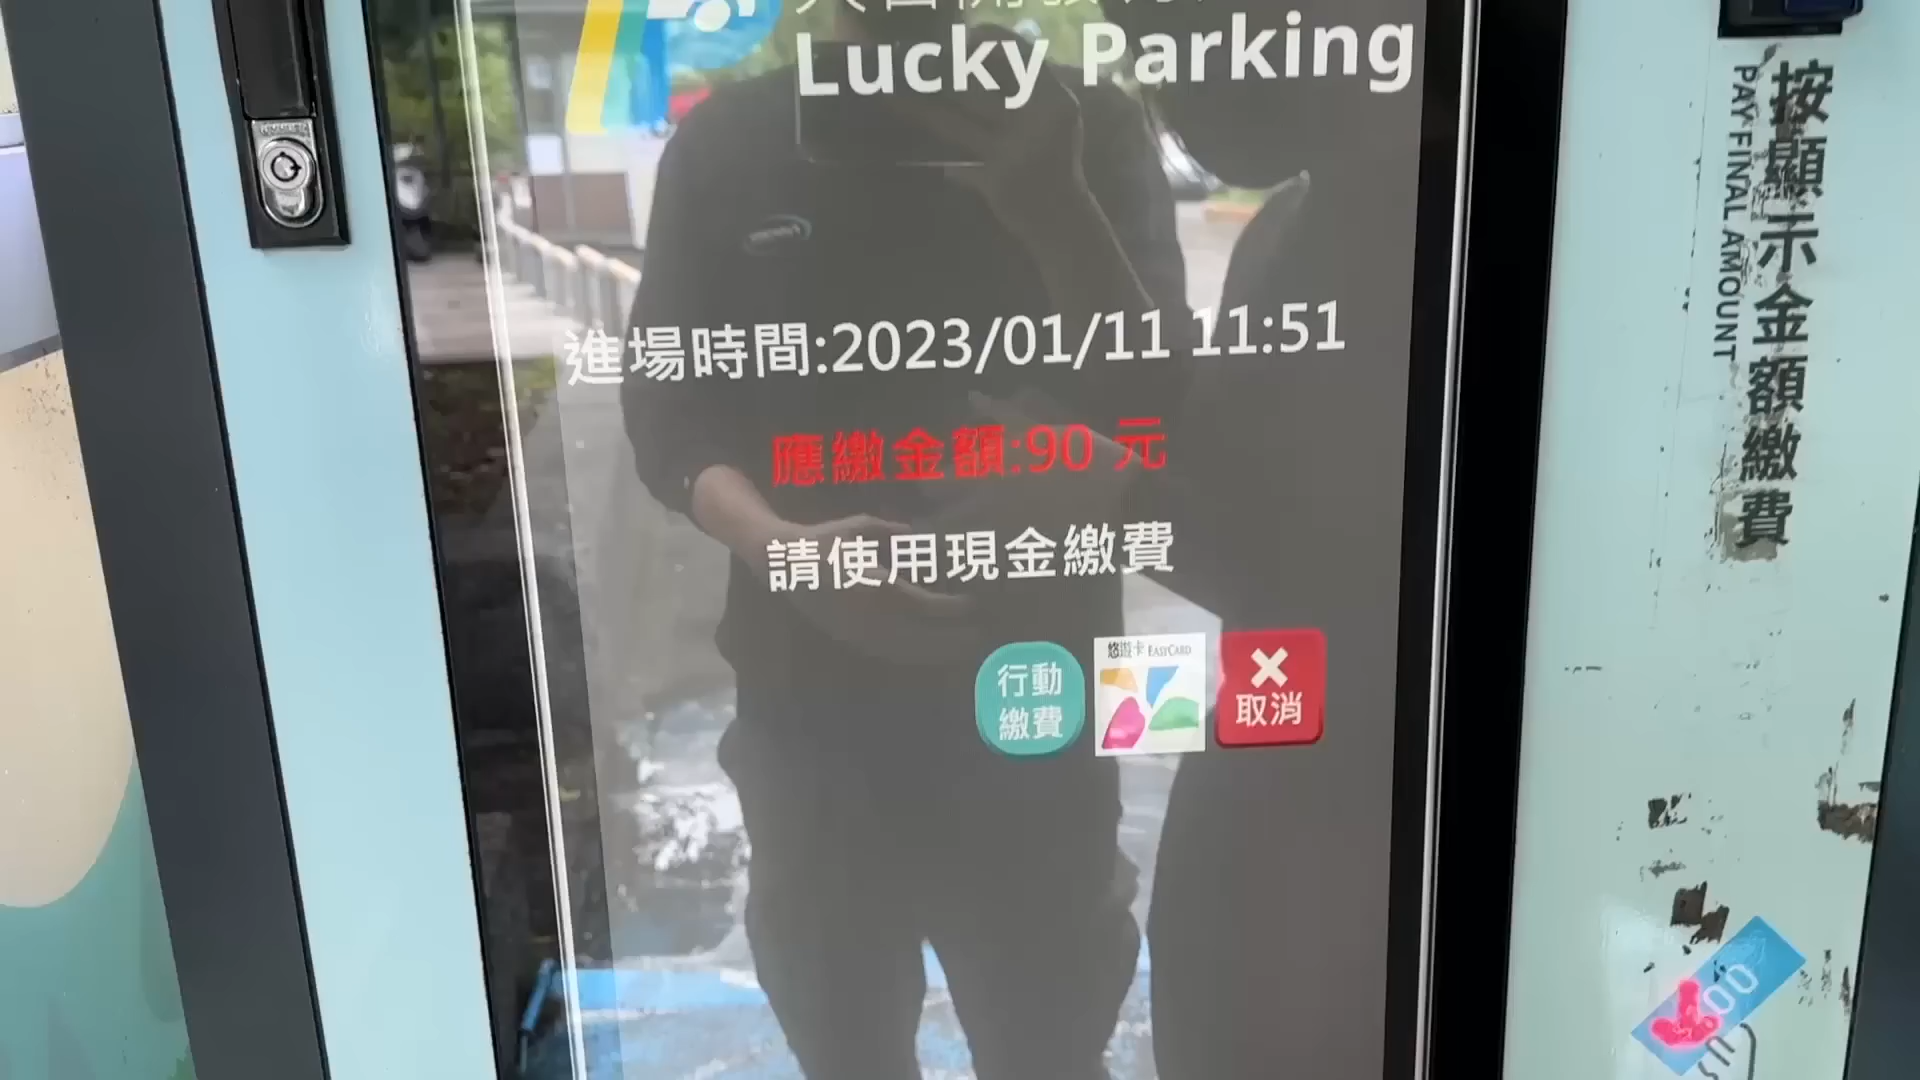 Lucky Parking
進場時間:2023/01/11 11:51
應繳金額:90 元
請使用現金繳費
行動
繳費
悠遊卡 EASYCARD
取消
按顯示金額繳費
PAY FINAL AMOUNT